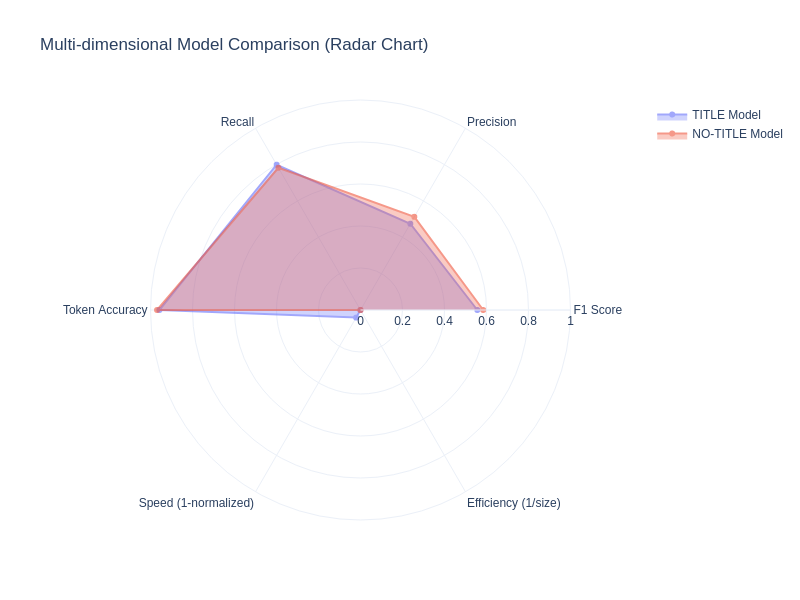 Multi-dimensional Model Comparison (Radar Chart)
TITLE Model
NO-TITLE Model
Recall
Precision
Token Accuracy
F1 Score
0
0.2
0.4
0.6
0.8
1
Speed (1-normalized)
Efficiency (1/size)